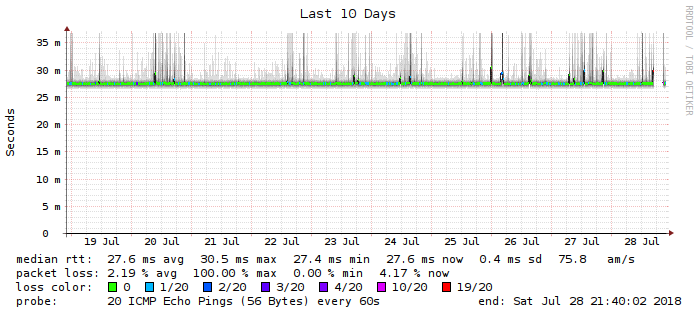 Last 10 Days
RRDTOOL / TOBI OETIKER
Seconds
35 m
30 m
25 m
20 m
15 m
10 m
5 m
0
19 Jul 20 Jul 21 Jul 22 Jul 23 Jul 24 Jul 25 Jul 26 Jul 27 Jul 28 Jul
median rtt: 27.6 ms avg 30.5 ms max 27.4 ms min 27.6 ms now 0.4 ms sd 75.8 am/s
packet loss: 2.19 % avg 100.00 % max 0.00 % min 4.17 % now
loss color: 0 1/20 2/20 3/20 4/20 10/20 19/20
probe: 20 ICMP Echo Pings (56 Bytes) every 60s end: Sat Jul 28 21:40:02 2018